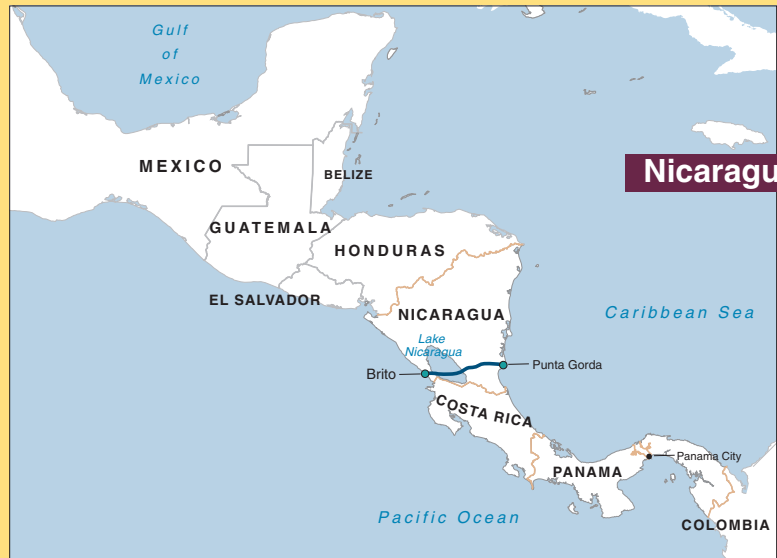 Gulf
of
Mexico
MEXICO
BELIZE
Nicaragu
GUATEMALA
HONDURAS
EL SALVADOR
NICARAGUA
Caribbean Sea
Lake
Nicaragua
Brito
Punta Gorda
COSTA RICA
PANAMA
Panama City
Pacific Ocean
COLOMBIA